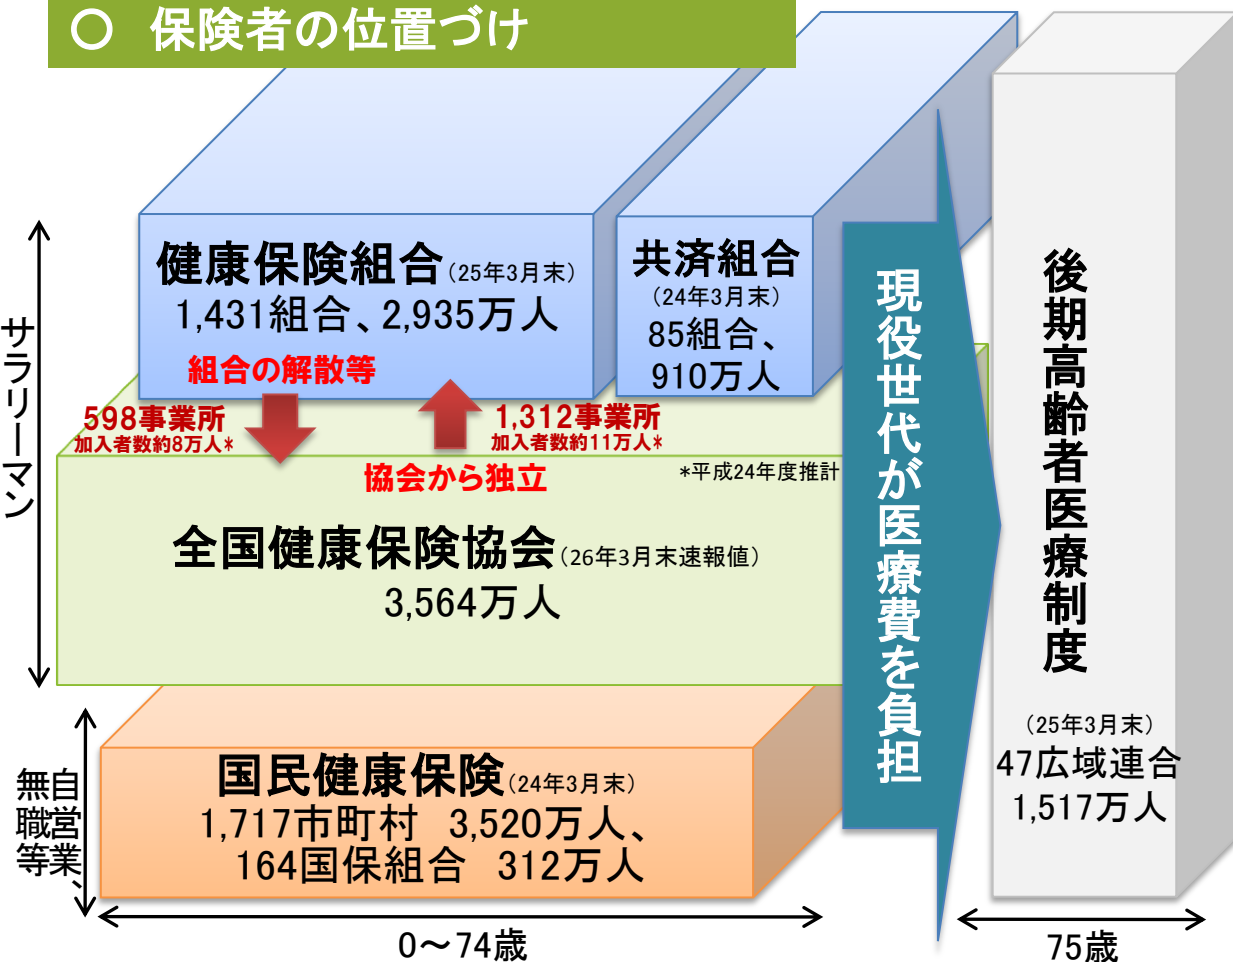 ○ 保険者の位置づけ
健康保険組合(25年3月末)
1,431組合、2,935万人
組合の解散等
共済組合
(24年3月末)
85組合、
910万人
サラリーマン
598事業所
加入者数約8万人*
1,312事業所
加入者数約11万人*
協会から独立
*平成24年度推計
全国健康保険協会(26年3月末速報値)
3,564万人
国民健康保険(24年3月末)
1,717市町村 3,520万人、
164国保組合 312万人
自営業、
無職等
0～74歳
現役世代が医療費を負担
後期高齢者医療制度
(25年3月末)
47広域連合
1,517万人
75歳